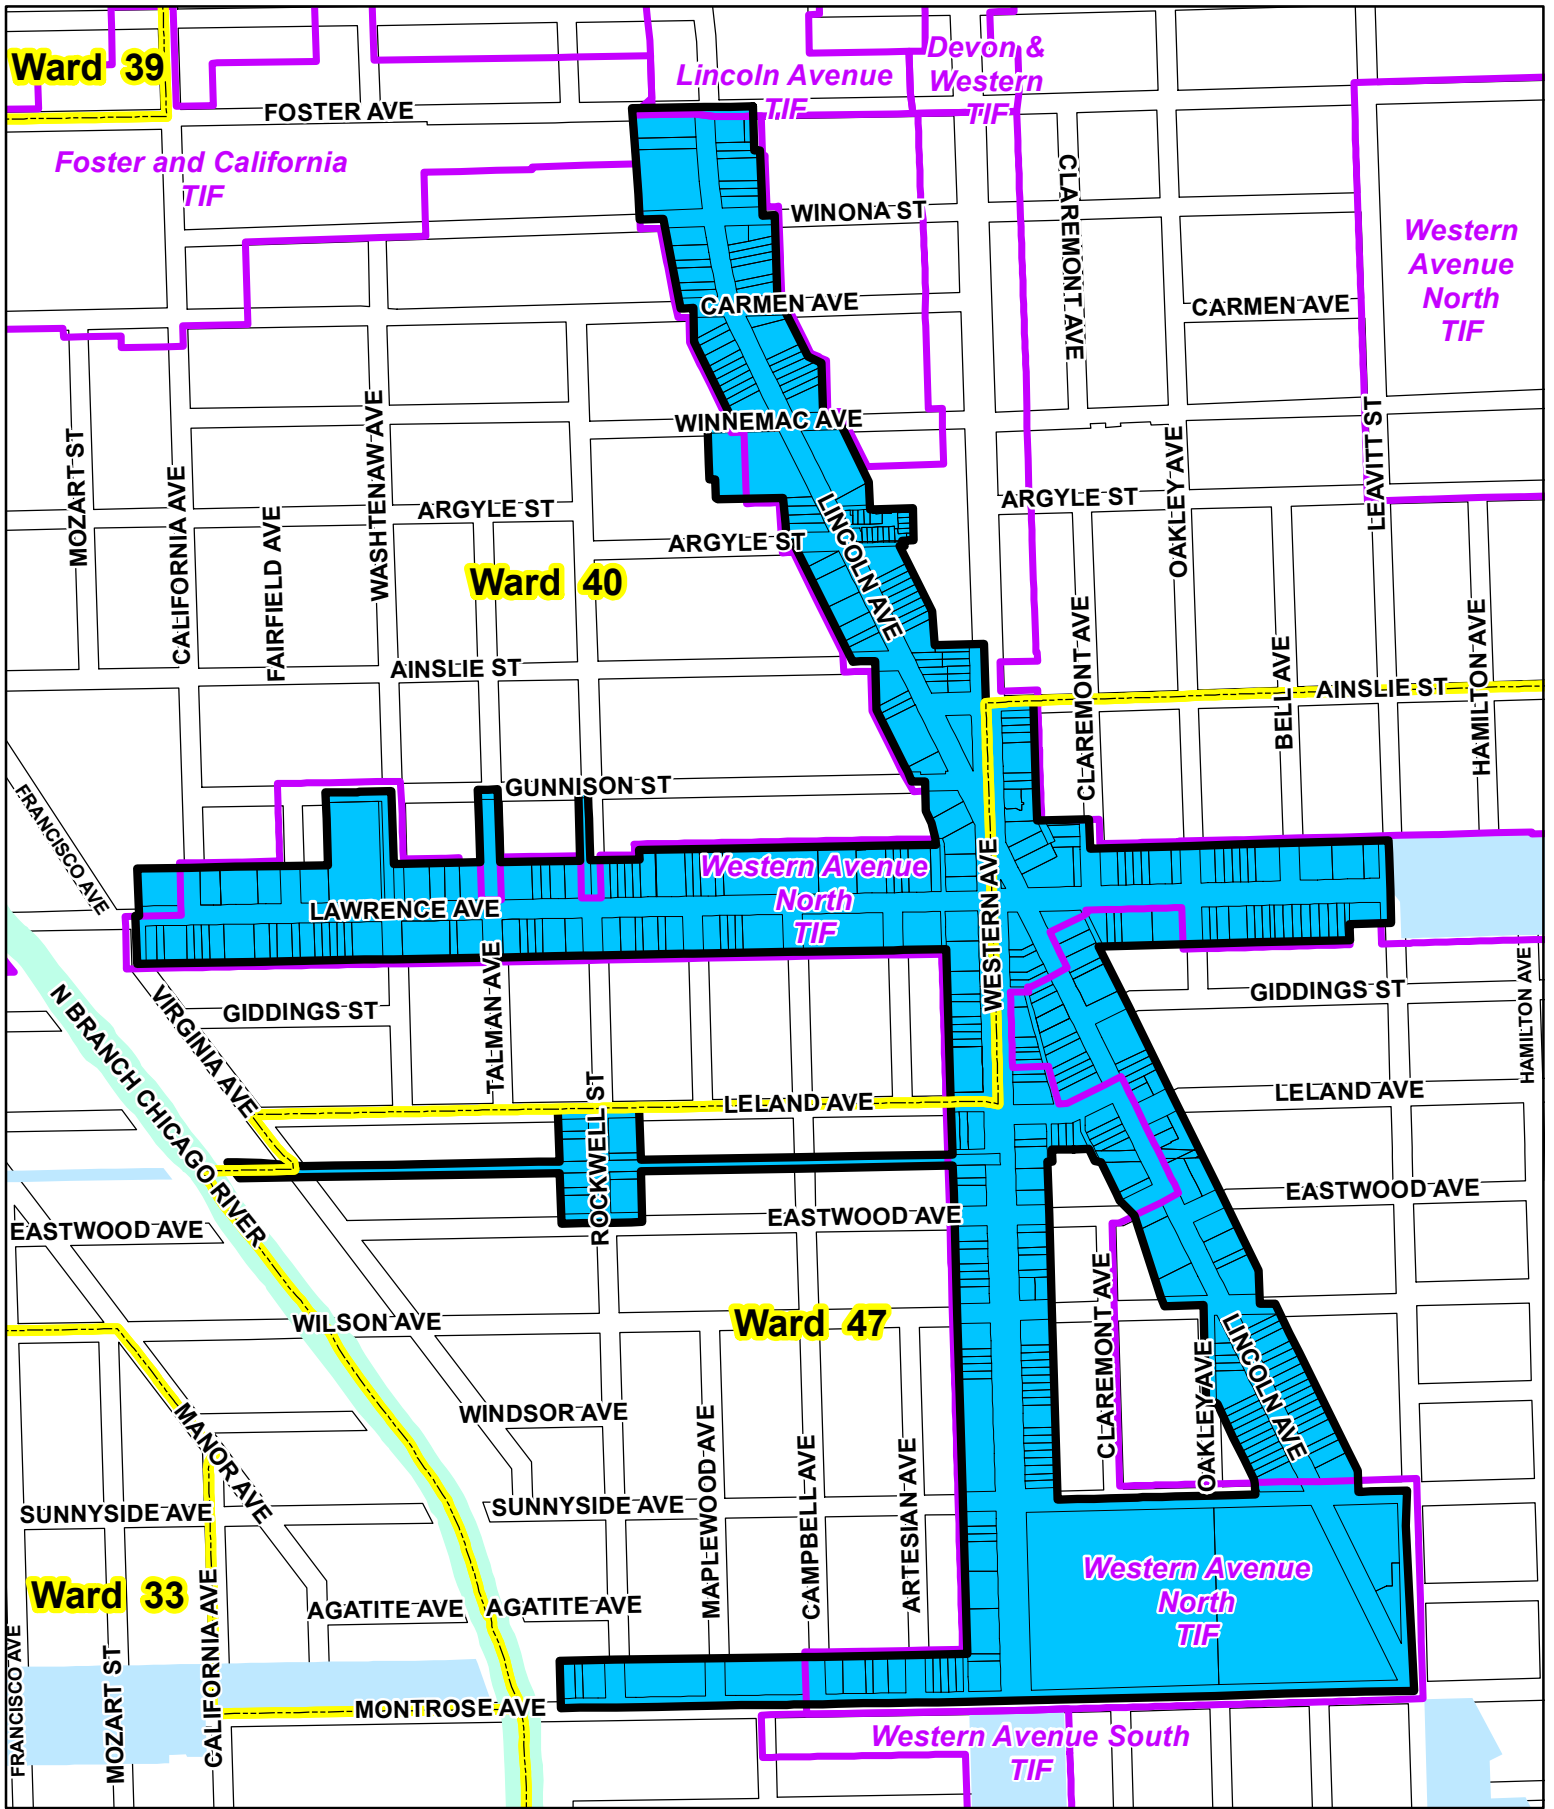 Ward 39
FOSTER AVE
Lincoln Avenue
TIF
Devon &
Western
TIF
Foster and California
TIF
WINONA ST
CLAREMONT AVE
Western
Avenue
North
TIF
CARMEN AVE
CARMEN AVE
WINNEMAC AVE
MOZART ST
CALIFORNIA AVE
FAIRFIELD AVE
WASHTENAW AVE
ARGYLE ST
ARGYLE ST
ARGYLE ST
OAKLEY AVE
LEAVITT ST
LINCOLN AVE
Ward 40
AINSLIE ST
AINSLIE ST
CLAREMONT AVE
BELL AVE
HAMILTON AVE
GUNNISON ST
FRANCISCO AVE
Western Avenue
North
TIF
WESTERN AVE
LAWRENCE AVE
TALMAN AVE
GIDDINGS ST
GIDDINGS ST
HAMILTON AVE
VIRGINIA AVE
N BRANCH CHICAGO RIVER
ROCKWELL ST
LELAND AVE
LELAND AVE
EASTWOOD AVE
EASTWOOD AVE
EASTWOOD AVE
WILSON AVE
Ward 47
CLAREMONT AVE
OAKLEY AVE
LINCOLN AVE
MANOR AVE
WINDSOR AVE
MAPLEWOOD AVE
CAMPBELL AVE
ARTESIAN AVE
SUNNYSIDE AVE
SUNNYSIDE AVE
Ward 33
AGATITE AVE
AGATITE AVE
Western Avenue
North
TIF
FRANCISCO AVE
MOZART ST
CALIFORNIA AVE
MONTROSE AVE
Western Avenue South
TIF